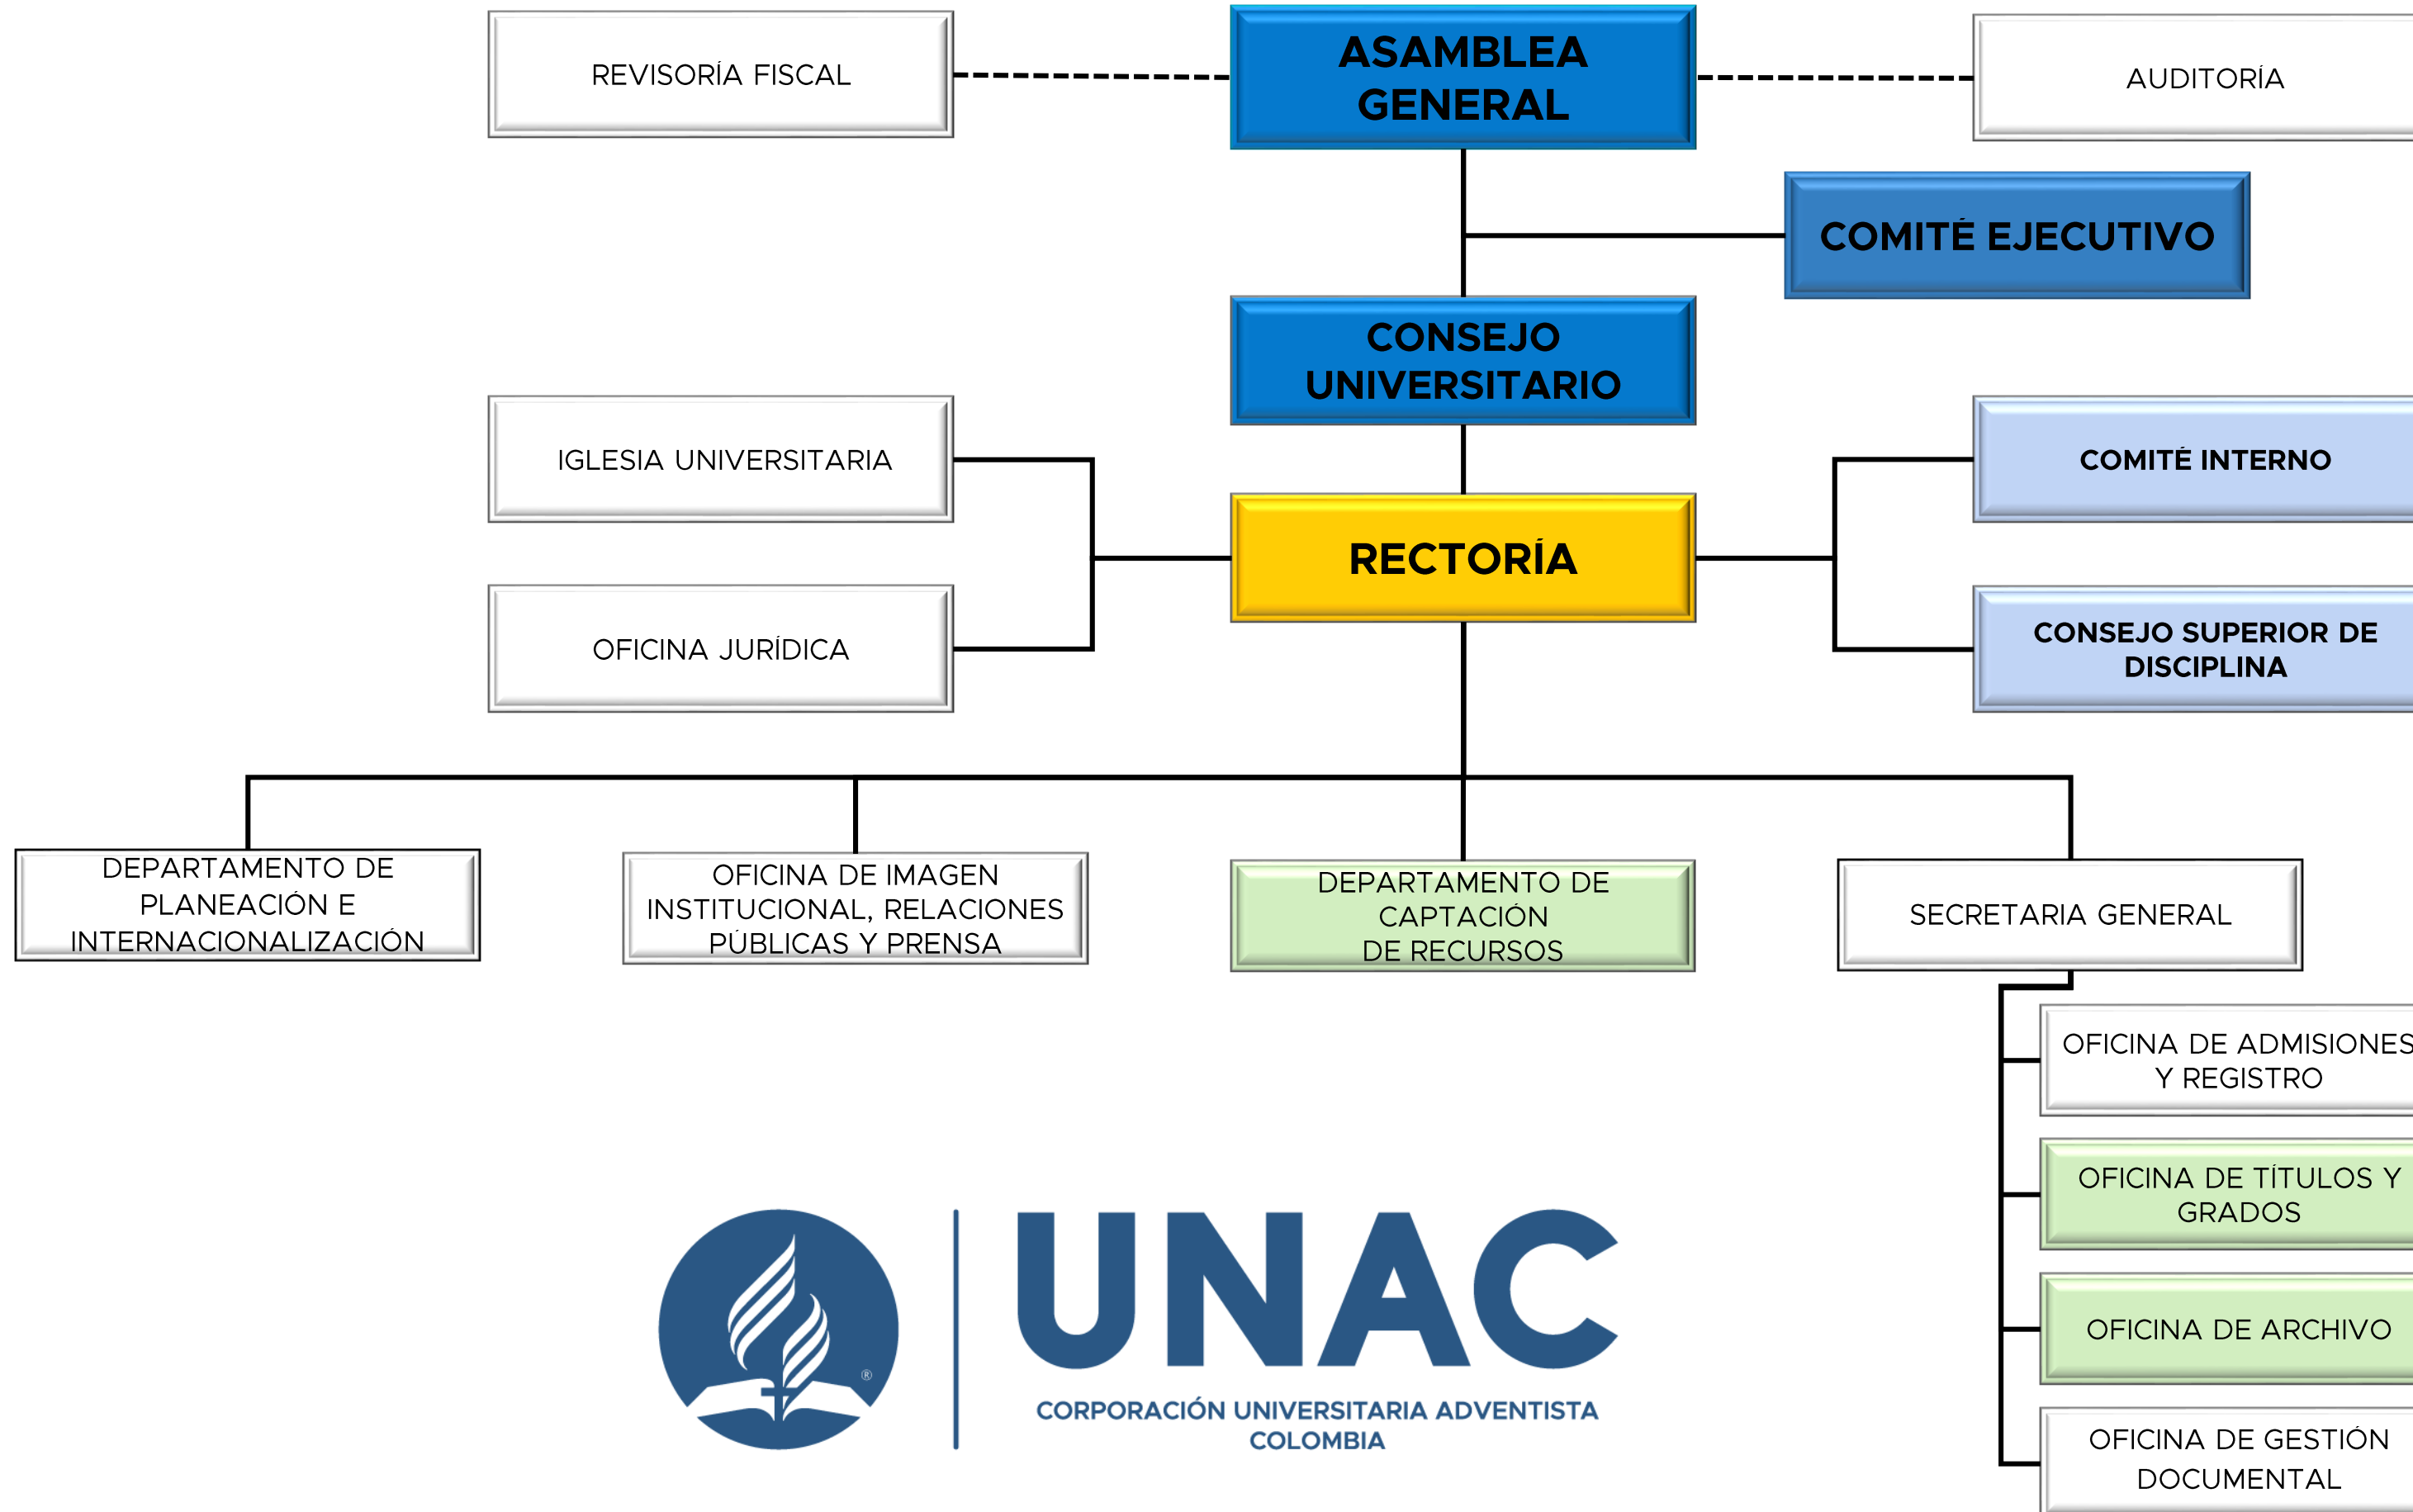 REVISORÍA FISCAL
ASAMBLEA
GENERAL
AUDITORÍA
COMITÉ EJECUTIVO
CONSEJO
UNIVERSITARIO
IGLESIA UNIVERSITARIA
COMITÉ INTERNO
RECTORÍA
OFICINA JURÍDICA
CONSEJO SUPERIOR DE
DISCIPLINA
DEPARTAMENTO DE
PLANEACIÓN E
INTERNACIONALIZACIÓN
OFICINA DE IMAGEN
INSTITUCIONAL, RELACIONES
PÚBLICAS Y PRENSA
DEPARTAMENTO DE
CAPTACIÓN
DE RECURSOS
SECRETARIA GENERAL
OFICINA DE ADMISIONES
Y REGISTRO
OFICINA DE TÍTULOS Y
GRADOS
OFICINA DE ARCHIVO
OFICINA DE GESTIÓN
DOCUMENTAL
®
UNAC
CORPORACIÓN UNIVERSITARIA ADVENTISTA
COLOMBIA